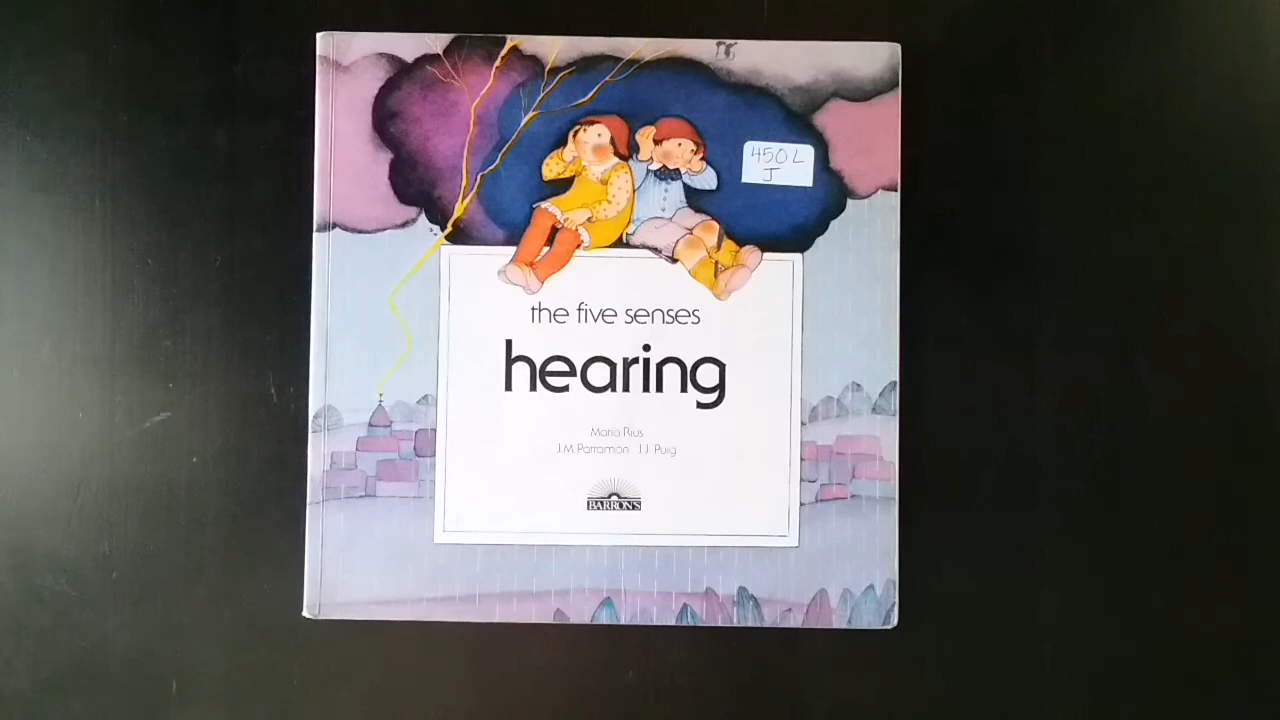 450 L
J
the five senses
hearing
Maria Rius
J.M. Parramón J.J. Puig
BARRON'S